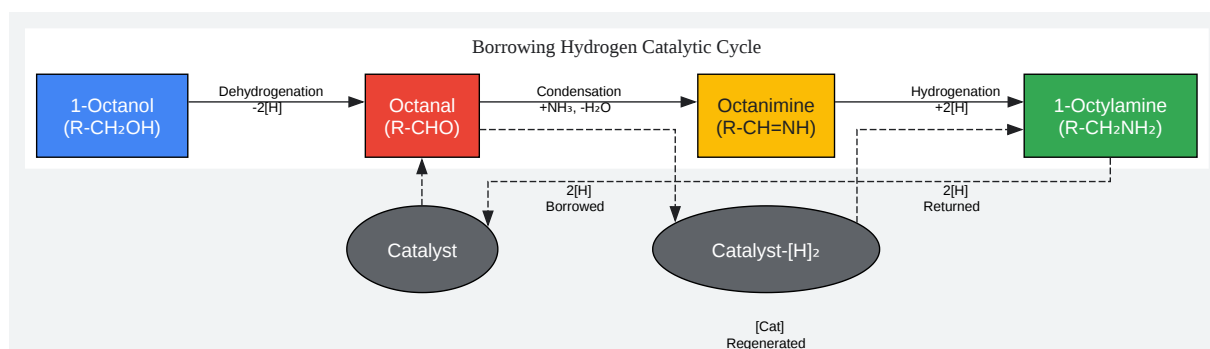 Borrowing Hydrogen Catalytic Cycle
1-Octanol
(R-CH₂OH)
Dehydrogenation
-2[H]
Octanal
(R-CHO)
Condensation
+NH₃, -H₂O
Octanimine
(R-CH=NH)
Hydrogenation
+2[H]
1-Octylamine
(R-CH₂NH₂)
2[H]
Borrowed
2[H]
Returned
Catalyst
Catalyst-[H]₂
[Cat]
Regenerated